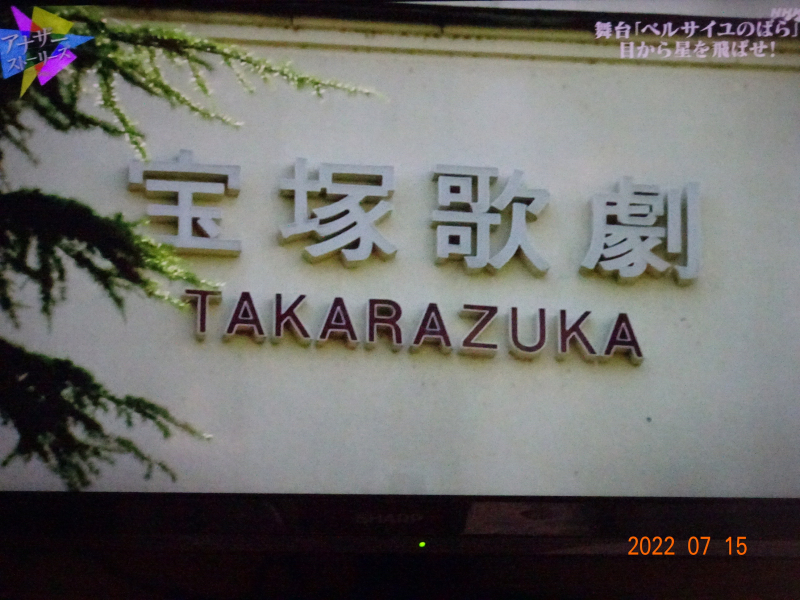 アナザー
ストーリーズ
NHK
舞台「ベルサイユのばら」
目から星を飛ばせ!
宝塚歌劇
TAKARAZUKA
SHARP
2022 07 15